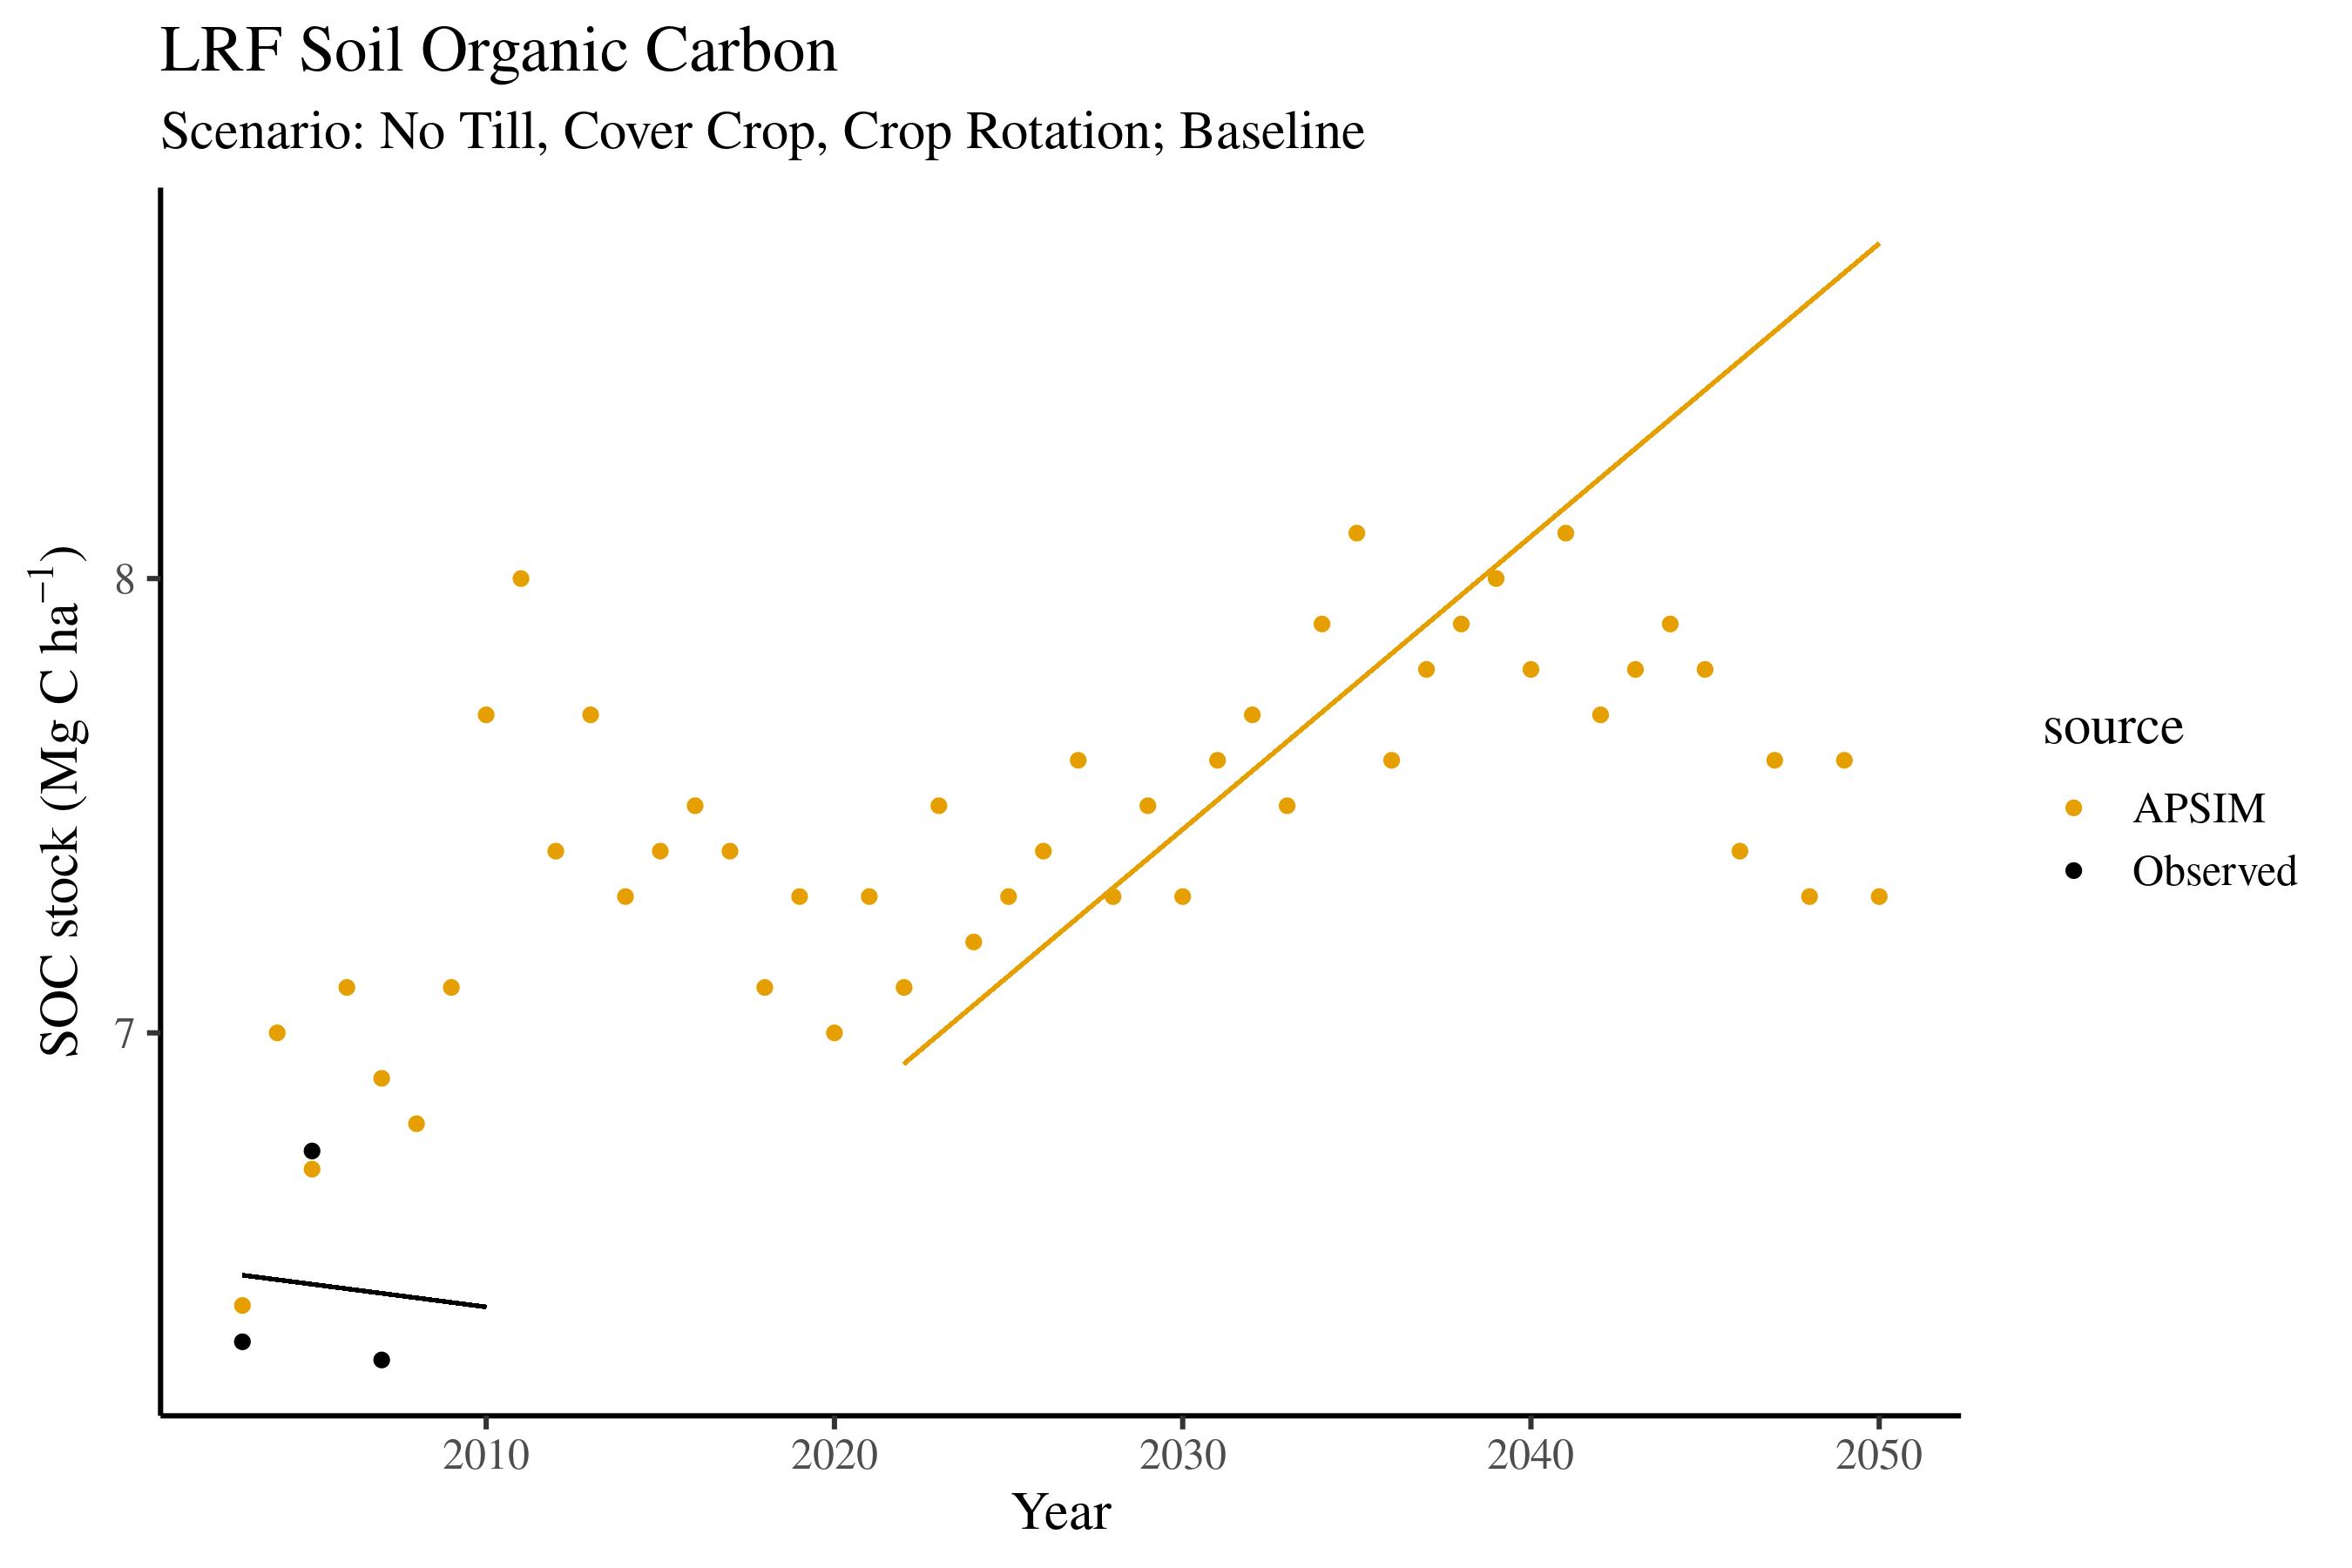 LRF Soil Organic Carbon
Scenario: No Till, Cover Crop, Crop Rotation; Baseline
SOC stock (Mg C ha⁻¹)
8
7
2010 2020 2030 2040 2050
Year
source
APSIM
Observed